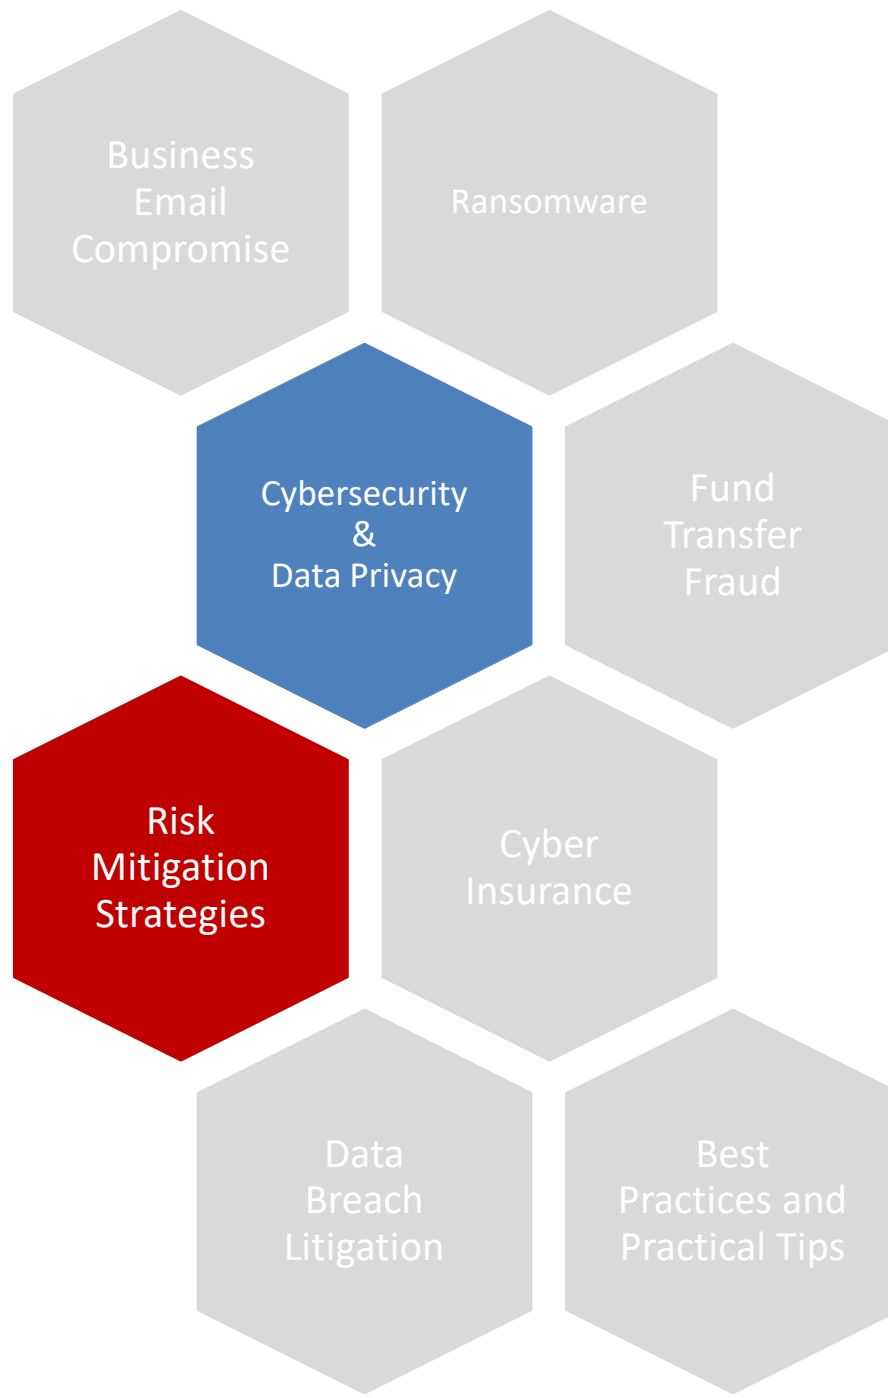 Business
Email
Compromise
Ransomware
Cybersecurity
&
Data Privacy
Fund
Transfer
Fraud
Risk
Mitigation
Strategies
Cyber
Insurance
Data
Breach
Litigation
Best
Practices and
Practical Tips